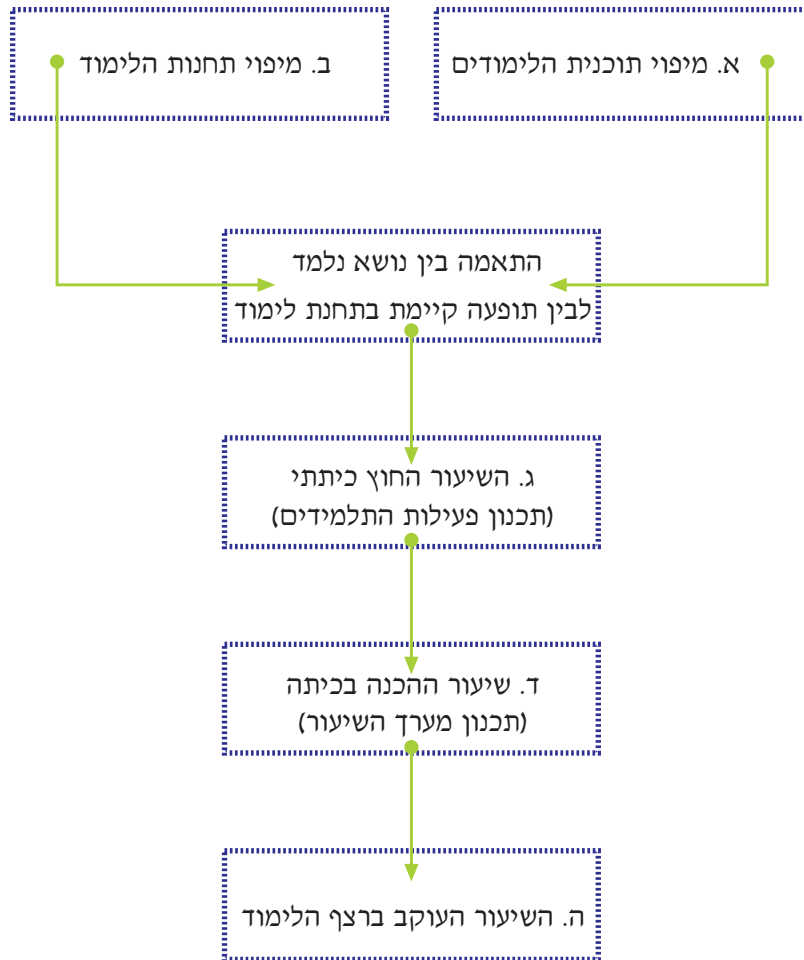 א. מיפוי תוכנית הלימודים
ב. מיפוי תחנות הלימוד
התאמה בין נושא נלמד
לבין תופעה קיימת בתחנת לימוד
ג. השיעור החוץ כיתתי
(תכנון פעילות התלמידים)
ד. שיעור ההכנה בכיתה
(תכנון מערך השיעור)
ה. השיעור העוקב ברצף הלימוד